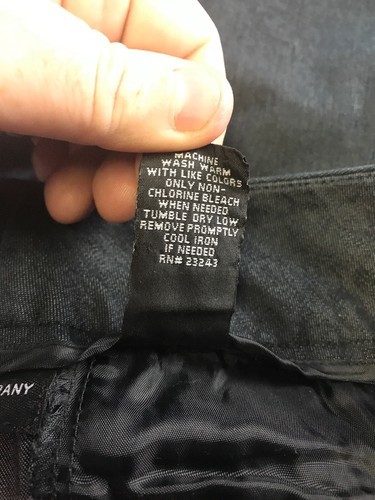 MACHINE
WASH WARM
WITH LIKE COLORS
ONLY NON-
CHLORINE BLEACH
WHEN NEEDED
TUMBLE DRY LOW
REMOVE PROMPTLY
COOL IRON
IF NEEDED
RN# 23243
PANY